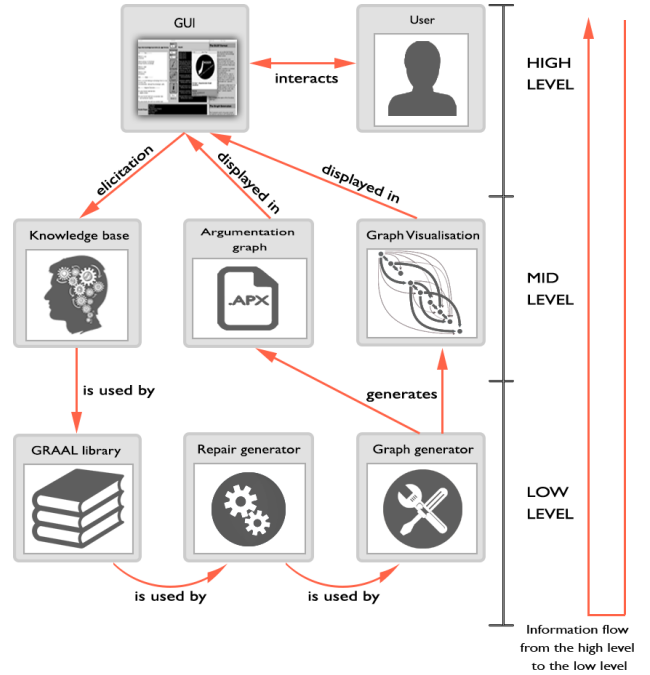 GUI
User
interacts
HIGH
LEVEL
elicitation
displayed in
displayed in
Knowledge base
Argumentation
graph
Graph Visualisation
.APX
MID
LEVEL
is used by
generates
GRAAL library
Repair generator
Graph generator
LOW
LEVEL
is used by
is used by
Information flow
from the high level
to the low level